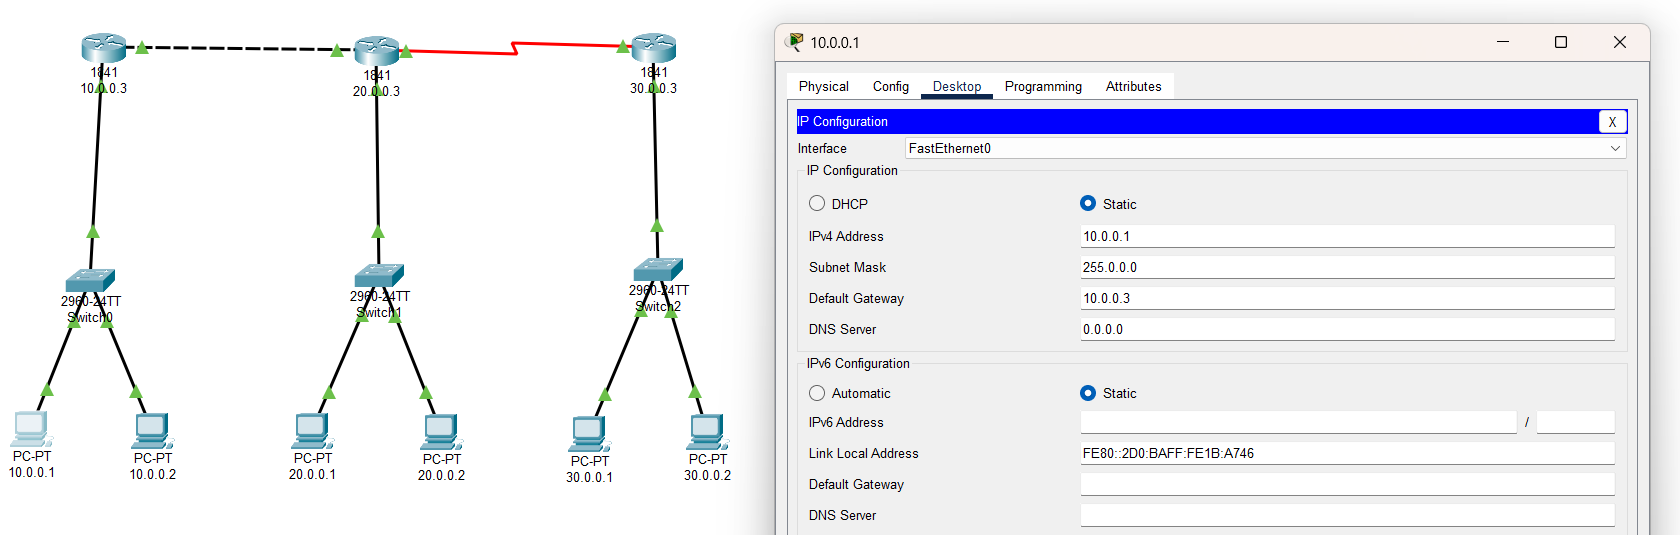 1841
10.0.0.3
1841
20.0.0.3
1841
30.0.0.3
2960-24TT
Switch0
2960-24TT
Switch1
2960-24TT
Switch2
PC-PT
10.0.0.1
PC-PT
10.0.0.2
PC-PT
20.0.0.1
PC-PT
20.0.0.2
PC-PT
30.0.0.1
PC-PT
30.0.0.2
10.0.0.1
Physical Config Desktop Programming Attributes
IP Configuration X
Interface FastEthernet0
IP Configuration
DHCP Static
IPv4 Address 10.0.0.1
Subnet Mask 255.0.0.0
Default Gateway 10.0.0.3
DNS Server 0.0.0.0
IPv6 Configuration
Automatic Static
IPv6 Address /
Link Local Address FE80::2D0:BAFF:FE1B:A746
Default Gateway
DNS Server